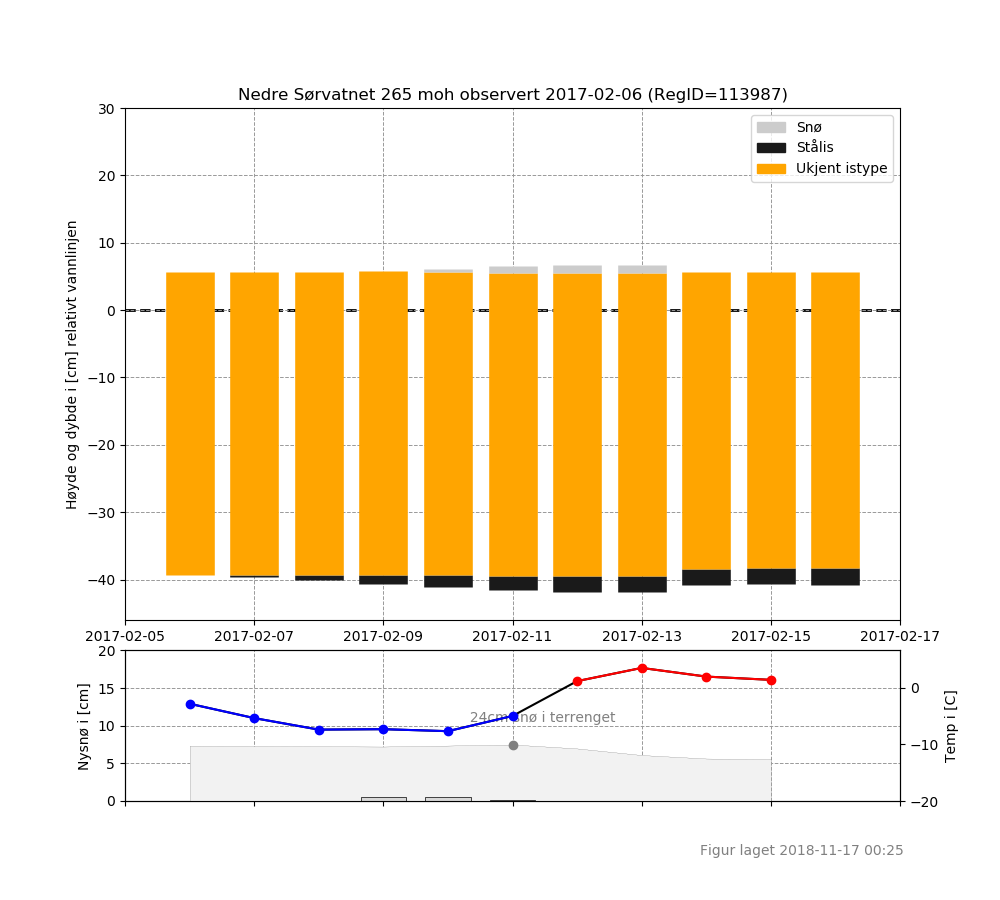 Nedre Sørvatnet 265 moh observert 2017-02-06 (RegID=113987)
30
20
10
0
−10
−20
−30
−40
Høyde og dybde i [cm] relativt vannlinjen
Snø
Stålis
Ukjent istype
2017-02-05 2017-02-07 2017-02-09 2017-02-11 2017-02-13 2017-02-15 2017-02-17
20
15
10
5
0
Nysnø i [cm]
24cm snø i terrenget
0
−10
−20
Temp i [C]
Figur laget 2018-11-17 00:25